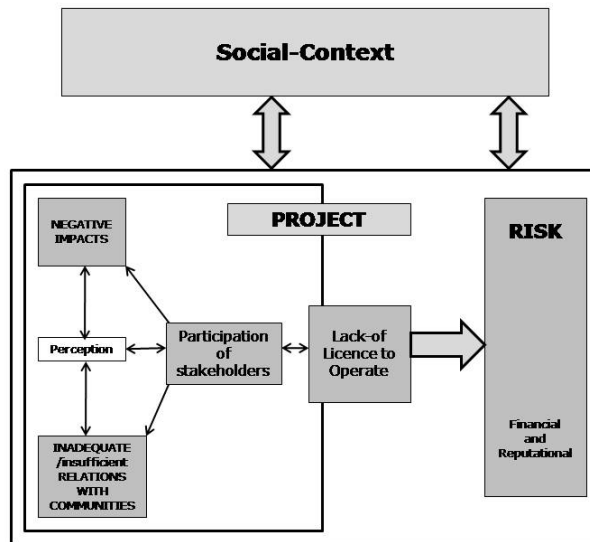 Social-Context
PROJECT
NEGATIVE
IMPACTS
Perception
Participation
of
stakeholders
INADEQUATE
/insufficient
RELATIONS
WITH
COMMUNITIES
Lack-of
Licence to
Operate
RISK
Financial
and
Reputational